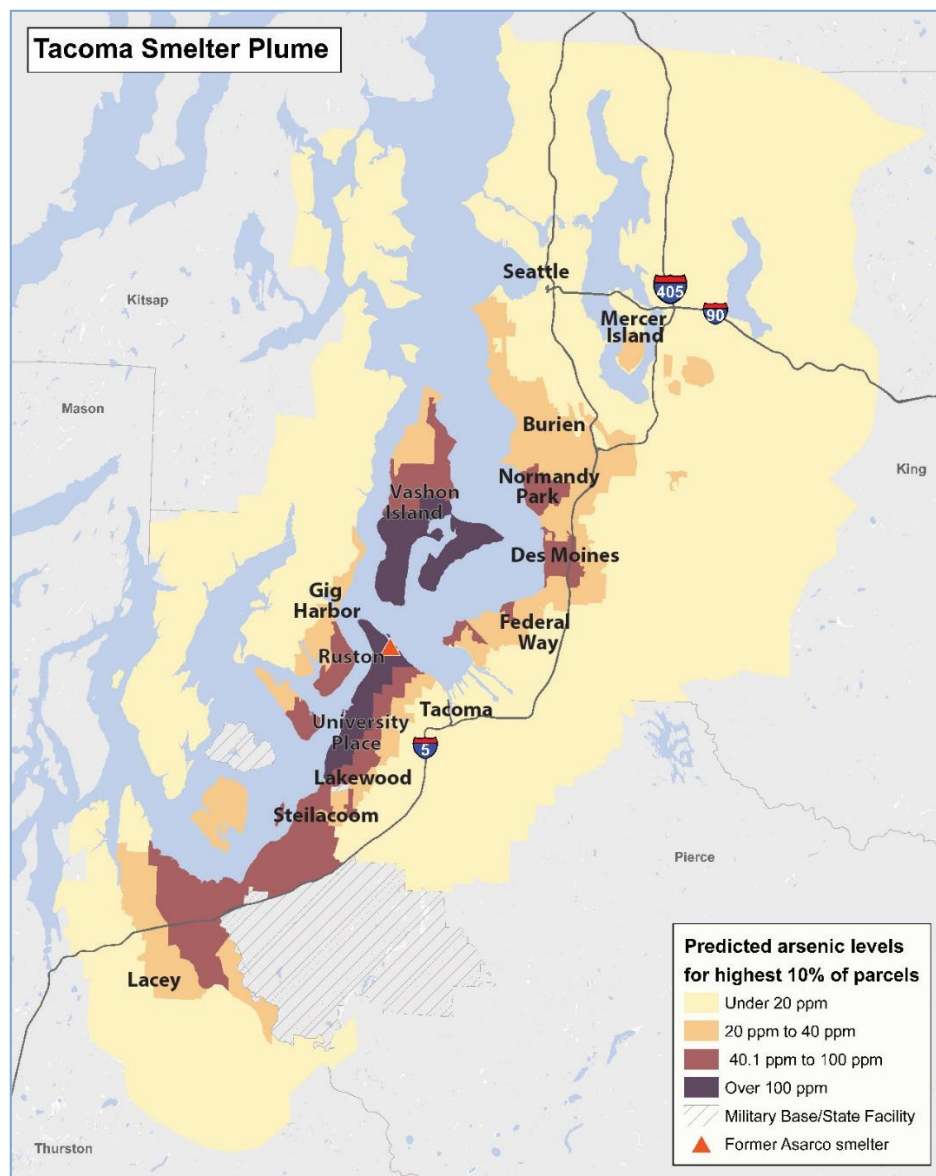 Tacoma Smelter Plume
Seattle
405
90
Kitsap
Mercer
Island
Mason
Burien
King
Normandy
Park
Vashon
Island
Des Moines
Gig
Harbor
Federal
Way
Ruston
Tacoma
University
Place
5
Lakewood
Steilacoom
Pierce
Lacey
Thurston
Predicted arsenic levels
for highest 10% of parcels
Under 20 ppm
20 ppm to 40 ppm
40.1 ppm to 100 ppm
Over 100 ppm
Military Base/State Facility
Former Asarco smelter